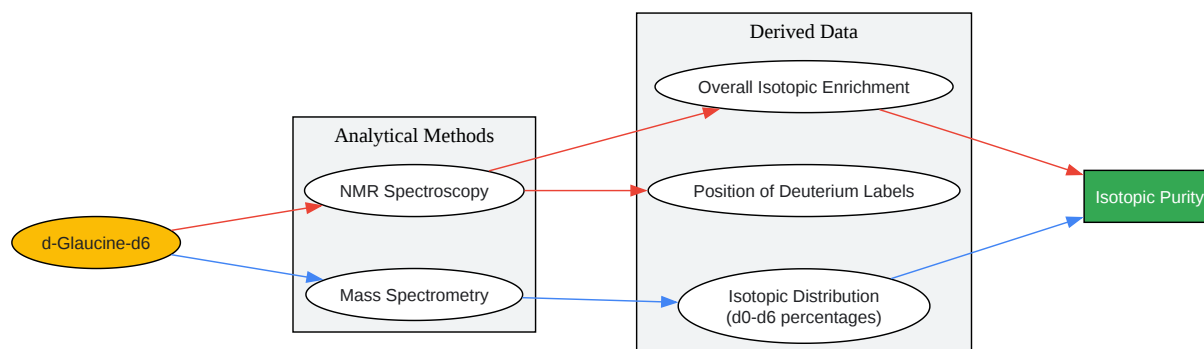 Derived Data
Overall Isotopic Enrichment
Analytical Methods
NMR Spectroscopy
Position of Deuterium Labels
Isotopic Purity
d-Glaucine-d6
Mass Spectrometry
Isotopic Distribution
(d0-d6 percentages)